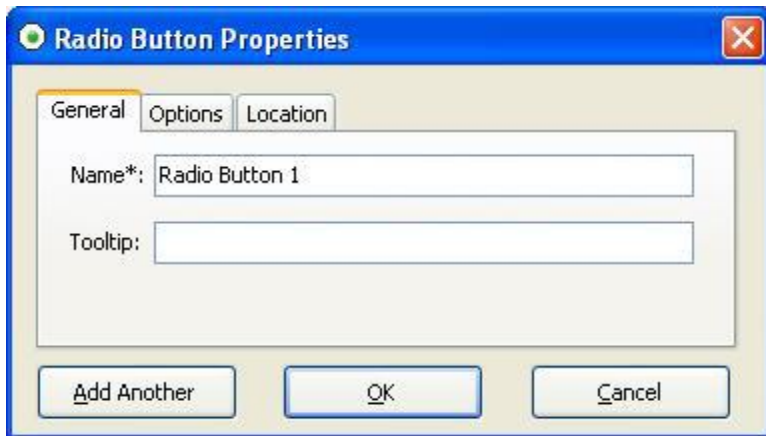 Radio Button Properties
General Options Location
Name*: Radio Button 1
Tooltip:
Add Another OK Cancel